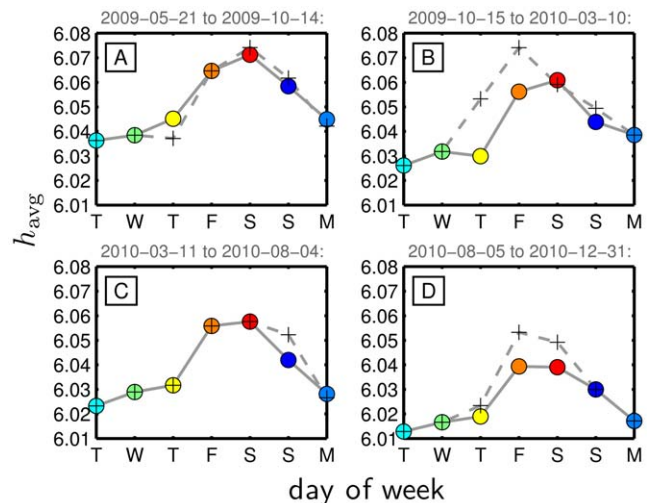 2009-05-21 to 2009-10-14:
A
6.08
6.07
6.06
6.05
6.04
6.03
6.02
6.01
T W T F S S M
2009-10-15 to 2010-03-10:
B
6.08
6.07
6.06
6.05
6.04
6.03
6.02
6.01
T W T F S S M
h_avg
2010-03-11 to 2010-08-04:
C
6.08
6.07
6.06
6.05
6.04
6.03
6.02
6.01
T W T F S S M
2010-08-05 to 2010-12-31:
D
6.08
6.07
6.06
6.05
6.04
6.03
6.02
6.01
T W T F S S M
day of week